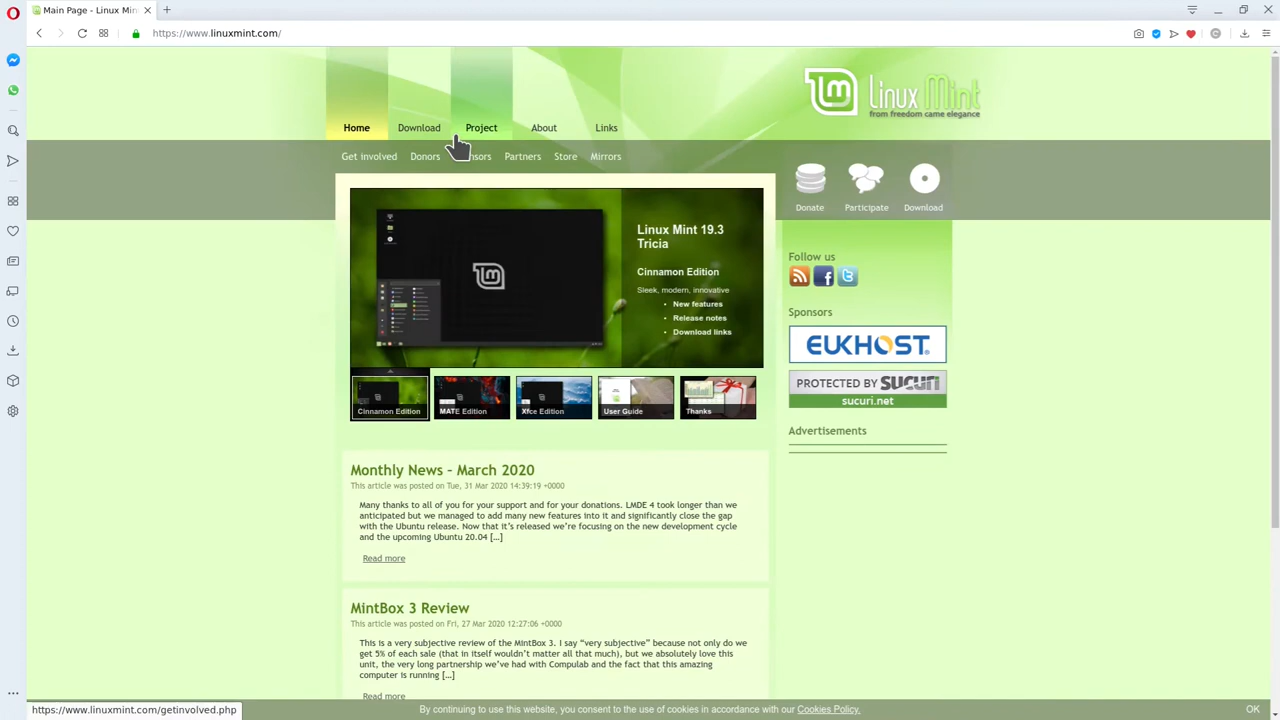 Main Page - Linux Min
https://www.linuxmint.com/
Linux Mint
from freedom came elegance
Home
Download
Project
About
Links
Get involved
Donors
nsors
Partners
Store
Mirrors
Donate
Participate
Download
Linux Mint 19.3
Tricia
Cinnamon Edition
Sleek, modern, innovative
• New features
• Release notes
• Download links
Cinnamon Edition
MATE Edition
Xfce Edition
User Guide
Thanks
Follow us
Sponsors
EUKHOST.
PROTECTED BY SUCURI
sucuri.net
Advertisements
Monthly News – March 2020
This article was posted on Tue, 31 Mar 2020 14:39:19 +0000
Many thanks to all of you for your support and for your donations. LMDE 4 took longer than we
anticipated but we managed to add many new features into it and significantly close the gap
with the Ubuntu release. Now that it’s released we’re focusing on the new development cycle
and the upcoming Ubuntu 20.04 […]
Read more
MintBox 3 Review
This article was posted on Fri, 27 Mar 2020 12:27:06 +0000
This is a very subjective review of the MintBox 3. I say “very subjective” because not only do we
get 5% of each sale (that in itself wouldn’t matter all that much), but we absolutely love this
unit, the very long partnership we’ve had with Compulab and the fact that this amazing
computer is running […]
Read more
https://www.linuxmint.com/getinvolved.php
By continuing to use this website, you consent to the use of cookies in accordance with our Cookies Policy.
OK